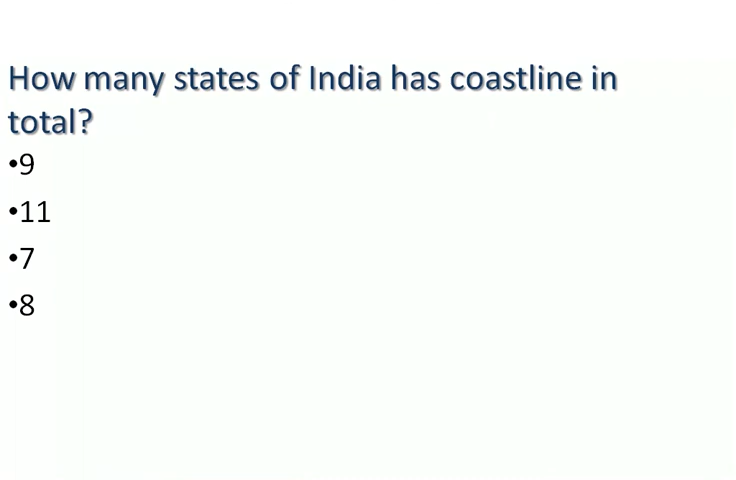 How many states of India has coastline in
total?
•9
•11
•7
•8